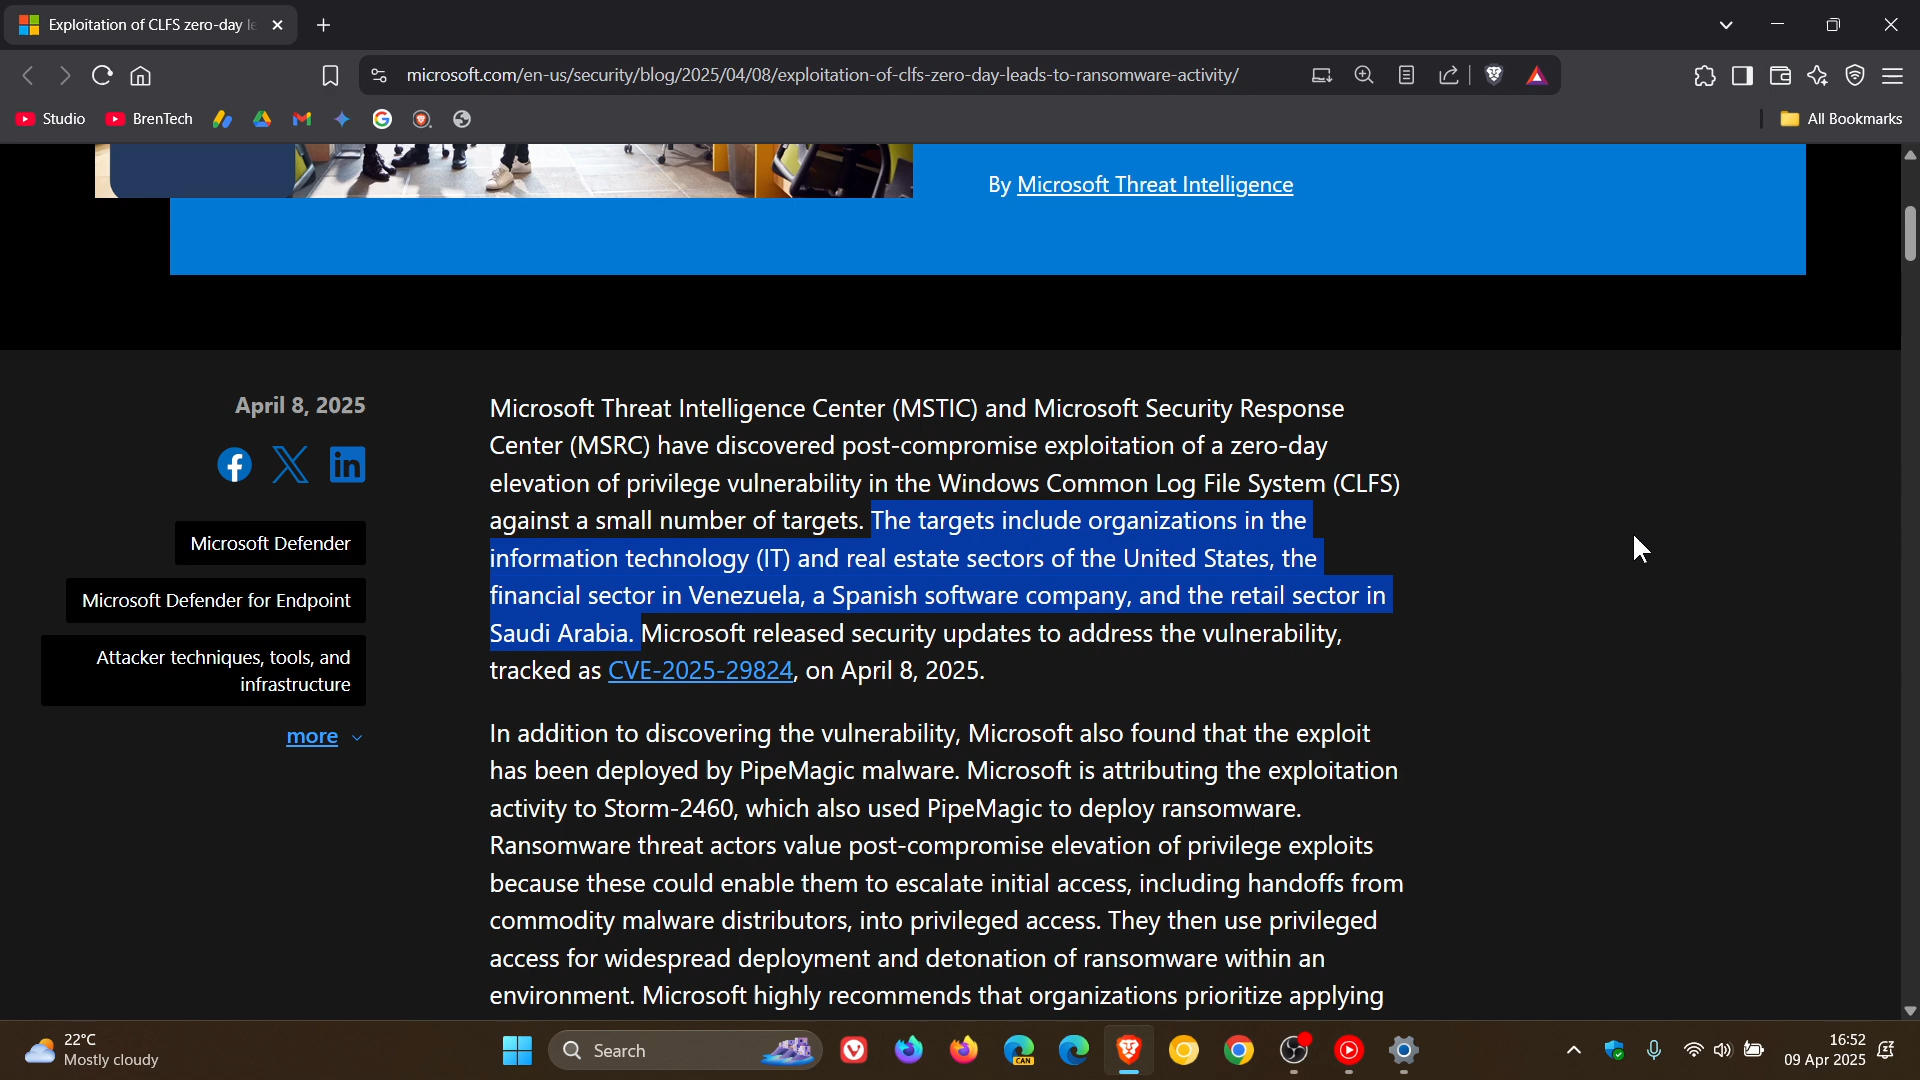 Exploitation of CLFS zero-day le
microsoft.com/en-us/security/blog/2025/04/08/exploitation-of-clfs-zero-day-leads-to-ransomware-activity/
Studio
BrenTech
All Bookmarks
By Microsoft Threat Intelligence
April 8, 2025
Microsoft Defender
Microsoft Defender for Endpoint
Attacker techniques, tools, and
infrastructure
more
Microsoft Threat Intelligence Center (MSTIC) and Microsoft Security Response
Center (MSRC) have discovered post-compromise exploitation of a zero-day
elevation of privilege vulnerability in the Windows Common Log File System (CLFS)
against a small number of targets. The targets include organizations in the
information technology (IT) and real estate sectors of the United States, the
financial sector in Venezuela, a Spanish software company, and the retail sector in
Saudi Arabia. Microsoft released security updates to address the vulnerability,
tracked as CVE-2025-29824, on April 8, 2025.
In addition to discovering the vulnerability, Microsoft also found that the exploit
has been deployed by PipeMagic malware. Microsoft is attributing the exploitation
activity to Storm-2460, which also used PipeMagic to deploy ransomware.
Ransomware threat actors value post-compromise elevation of privilege exploits
because these could enable them to escalate initial access, including handoffs from
commodity malware distributors, into privileged access. They then use privileged
access for widespread deployment and detonation of ransomware within an
environment. Microsoft highly recommends that organizations prioritize applying
22°C
Mostly cloudy
Search
CAN
16:52
09 Apr 2025